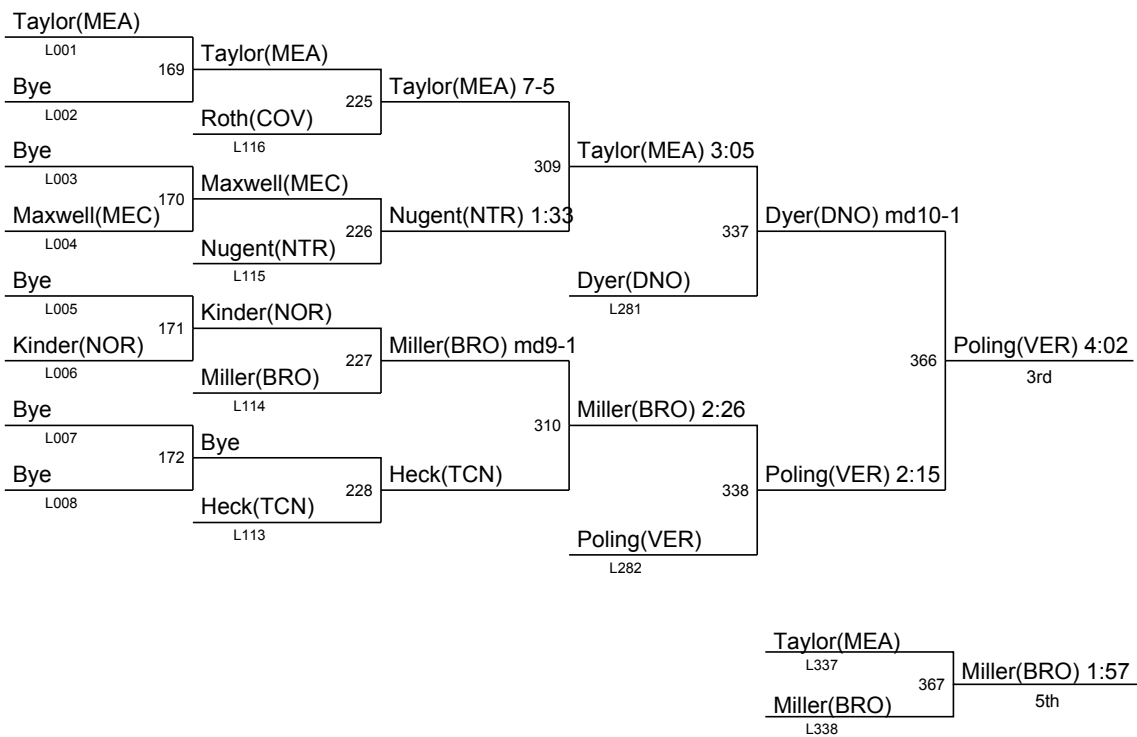 Taylor(MEA)
L001
169
Taylor(MEA)
Bye
L002
225
Taylor(MEA) 7-5
Roth(COV)
L116
Bye
L003
309
Taylor(MEA) 3:05
170
Maxwell(MEC)
Maxwell(MEC)
L004
226
Nugent(NTR) 1:33
Nugent(NTR)
L115
337
Dyer(DNO) md10-1
Bye
L005
Dyer(DNO)
L281
171
Kinder(NOR)
Kinder(NOR)
L006
227
Miller(BRO) md9-1
Miller(BRO)
L114
366
Poling(VER) 4:02
3rd
Bye
L007
310
Miller(BRO) 2:26
172
Bye
Bye
L008
228
Heck(TCN)
Heck(TCN)
L113
338
Poling(VER) 2:15
Poling(VER)
L282
Taylor(MEA)
L337
367
Miller(BRO) 1:57
5th
Miller(BRO)
L338